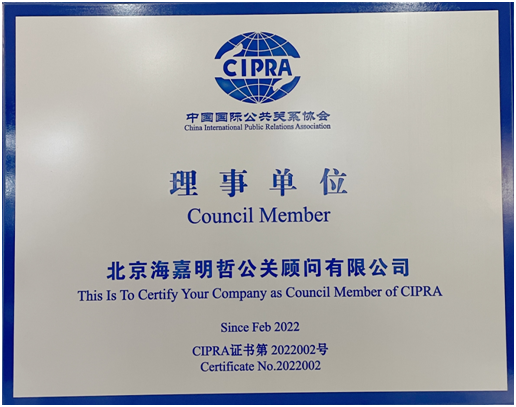 CIPRA
中国国际公共关系协会
China International Public Relations Association
理事单位
Council Member
北京海嘉明哲公关顾问有限公司
This Is To Certify Your Company as Council Member of CIPRA
Since Feb 2022
CIPRA证书第 2022002号
Certificate No.2022002